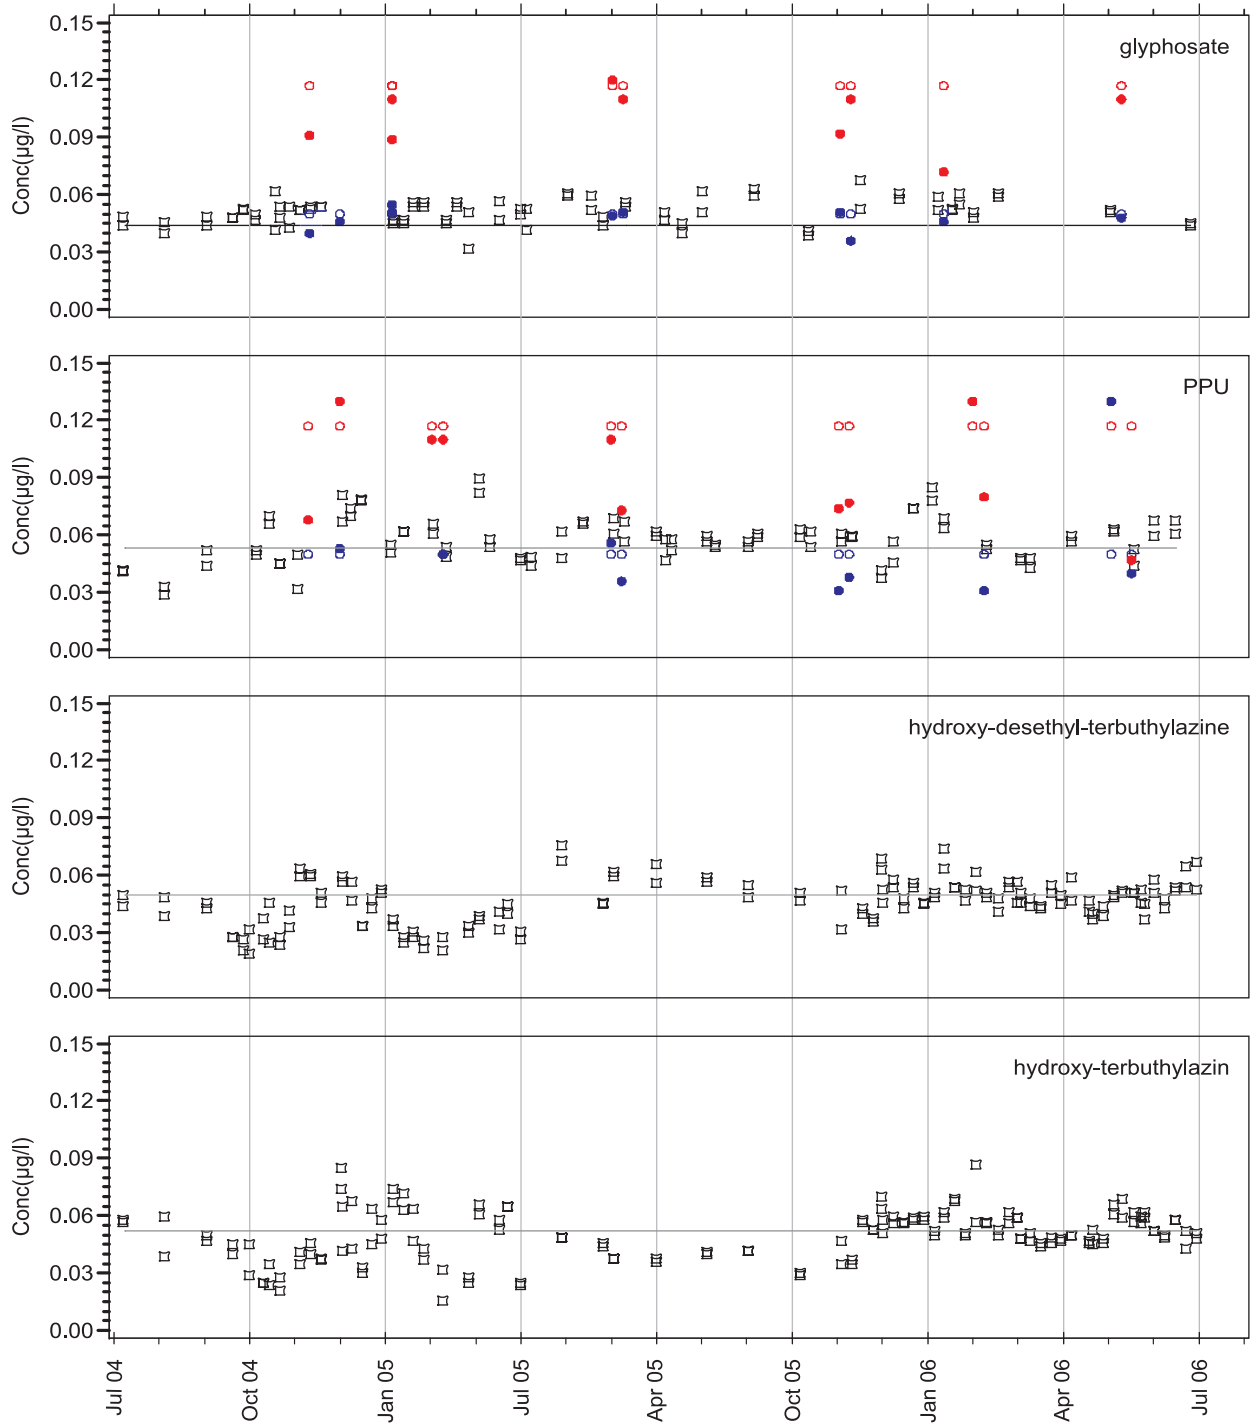 0.15
glyphosate
0.12
0.09
0.06
0.03
0.00
Conc(µg/l)
0.15
PPU
0.12
0.09
0.06
0.03
0.00
Conc(µg/l)
0.15
hydroxy-desethyl-terbuthylazine
0.12
0.09
0.06
0.03
0.00
Conc(µg/l)
0.15
hydroxy-terbuthylazin
0.12
0.09
0.06
0.03
0.00
Conc(µg/l)
Jul 04
Oct 04
Jan 05
Jul 05
Apr 05
Oct 05
Jan 06
Apr 06
Jul 06